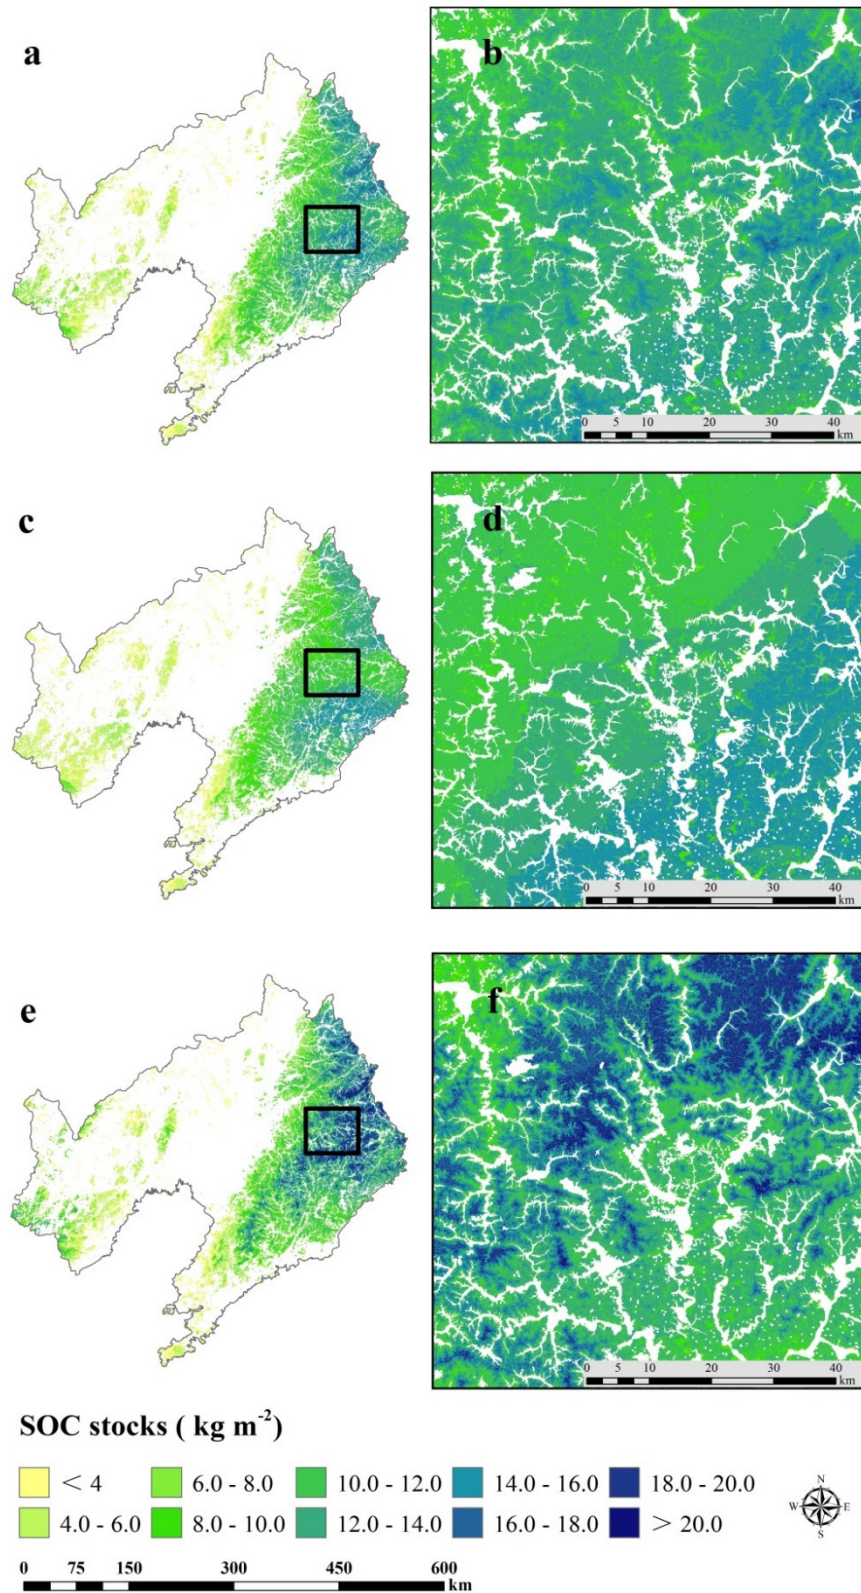 a
b
0 5 10 20 30 40
km
c
d
0 5 10 20 30 40
km
e
f
0 5 10 20 30 40
km
SOC stocks ( kg m⁻²)
< 4 6.0 - 8.0 10.0 - 12.0 14.0 - 16.0 18.0 - 20.0
4.0 - 6.0 8.0 - 10.0 12.0 - 14.0 16.0 - 18.0 > 20.0
N
W E
S
0 75 150 300 450 600
km